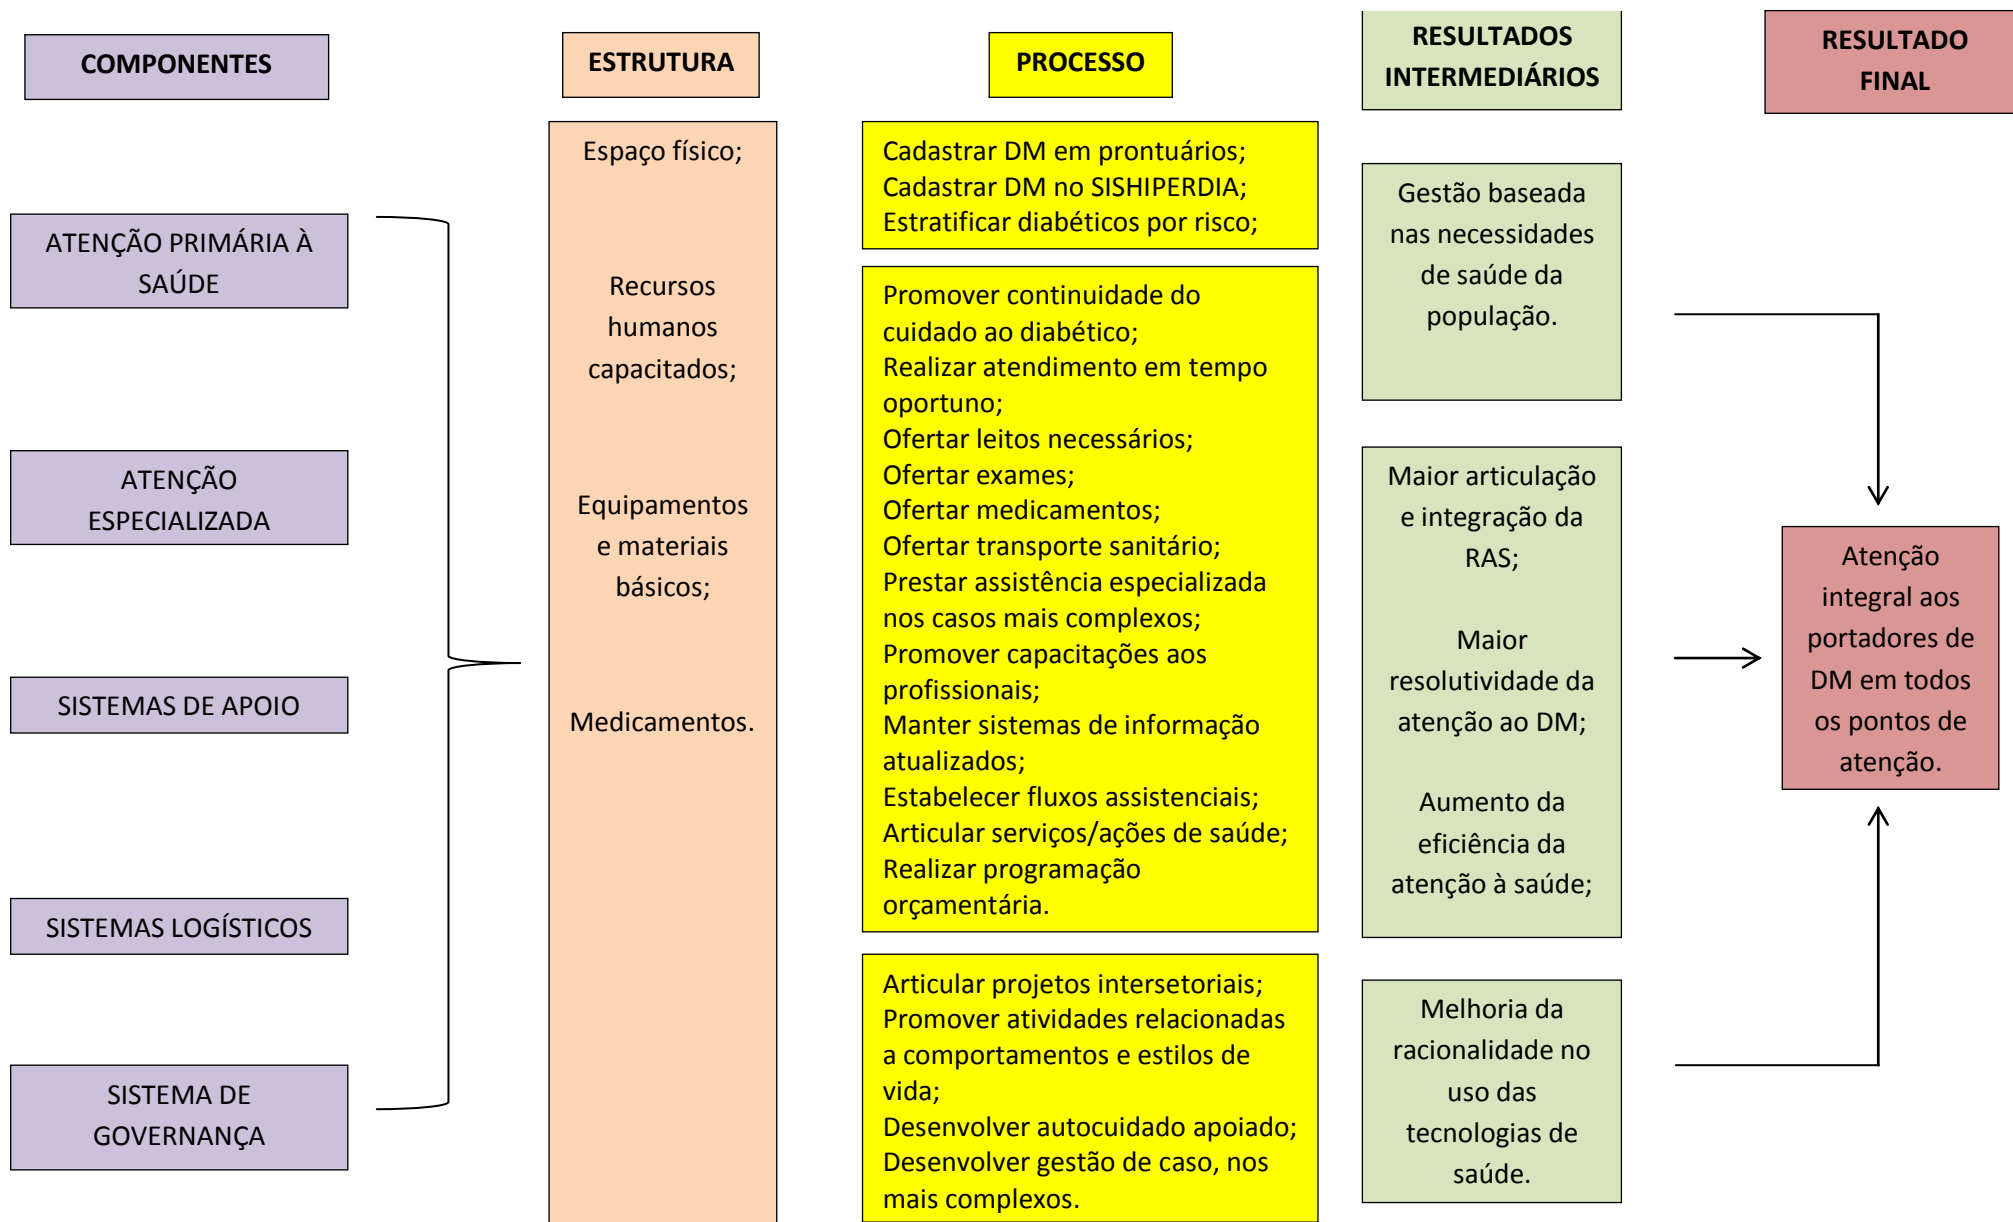 COMPONENTES
ATENÇÃO PRIMÁRIA À
SAÚDE
ATENÇÃO
ESPECIALIZADA
SISTEMAS DE APOIO
SISTEMAS LOGÍSTICOS
SISTEMA DE
GOVERNANÇA
ESTRUTURA
Espaço físico;
Recursos
humanos
capacitados;
Equipamentos
e materiais
básicos;
Medicamentos.
PROCESSO
Cadastrar DM em prontuários;
Cadastrar DM no SISHIPERDIA;
Estratificar diabéticos por risco;
Promover continuidade do
cuidado ao diabético;
Realizar atendimento em tempo
oportuno;
Ofertar leitos necessários;
Ofertar exames;
Ofertar medicamentos;
Ofertar transporte sanitário;
Prestar assistência especializada
nos casos mais complexos;
Promover capacitações aos
profissionais;
Manter sistemas de informação
atualizados;
Estabelecer fluxos assistenciais;
Articular serviços/ações de saúde;
Realizar programação
orçamentária.
Articular projetos intersetoriais;
Promover atividades relacionadas
a comportamentos e estilos de
vida;
Desenvolver autocuidado apoiado;
Desenvolver gestão de caso, nos
mais complexos.
RESULTADOS
INTERMEDIÁRIOS
Gestão baseada
nas necessidades
de saúde da
população.
Maior articulação
e integração da
RAS;
Maior
resolutividade da
atenção ao DM;
Aumento da
eficiência da
atenção à saúde;
Melhoria da
racionalidade no
uso das
tecnologias de
saúde.
RESULTADO
FINAL
Atenção
integral aos
portadores de
DM em todos
os pontos de
atenção.